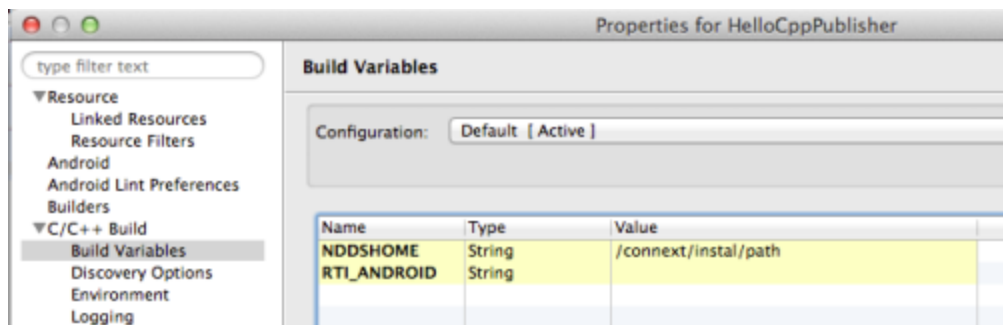 Properties for HelloCppPublisher
type filter text
Resource
Linked Resources
Resource Filters
Android
Android Lint Preferences
Builders
C/C++ Build
Build Variables
Discovery Options
Environment
Logging
Build Variables
Configuration: Default [ Active ]
Name Type Value
NDDSHOME String /connext/instal/path
RTI_ANDROID String